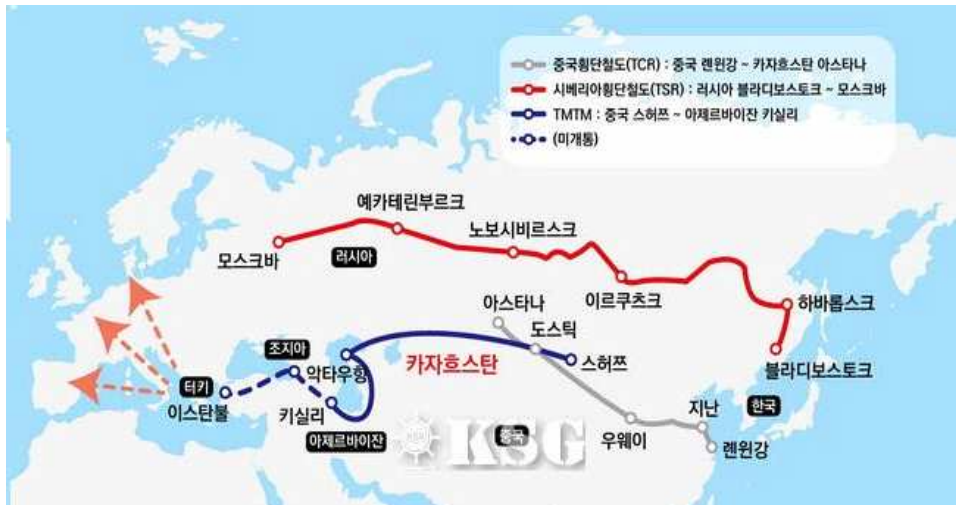 중국횡단철도(TCR) : 중국 롄윈강 ~ 카자흐스탄 아스타나
시베리아횡단철도(TSR) : 러시아 블라디보스토크 ~ 모스크바
TMTM : 중국 스허쯔 ~ 아제르바이잔 키실리
(미개통)
예카테린부르크
노보시비르스크
모스크바
러시아
이르쿠츠크
하바롭스크
아스타나
도스틱
스허쯔
블라디보스토크
조지아
악타우항
카자흐스탄
터키
이스탄불
키실리
아제르바이잔
중국
우웨이
지난
한국
롄윈강
KSG